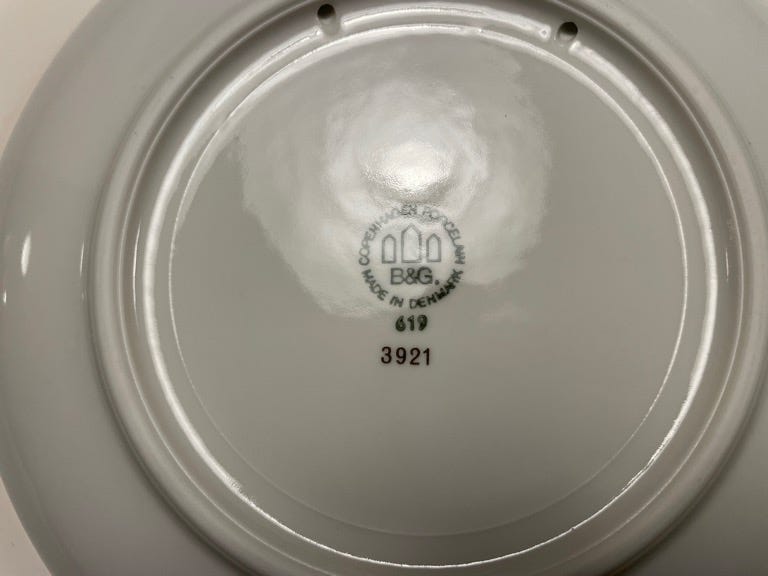 COPENHAGEN PORCELAIN
B&G.
MADE IN DENMARK
619
3921